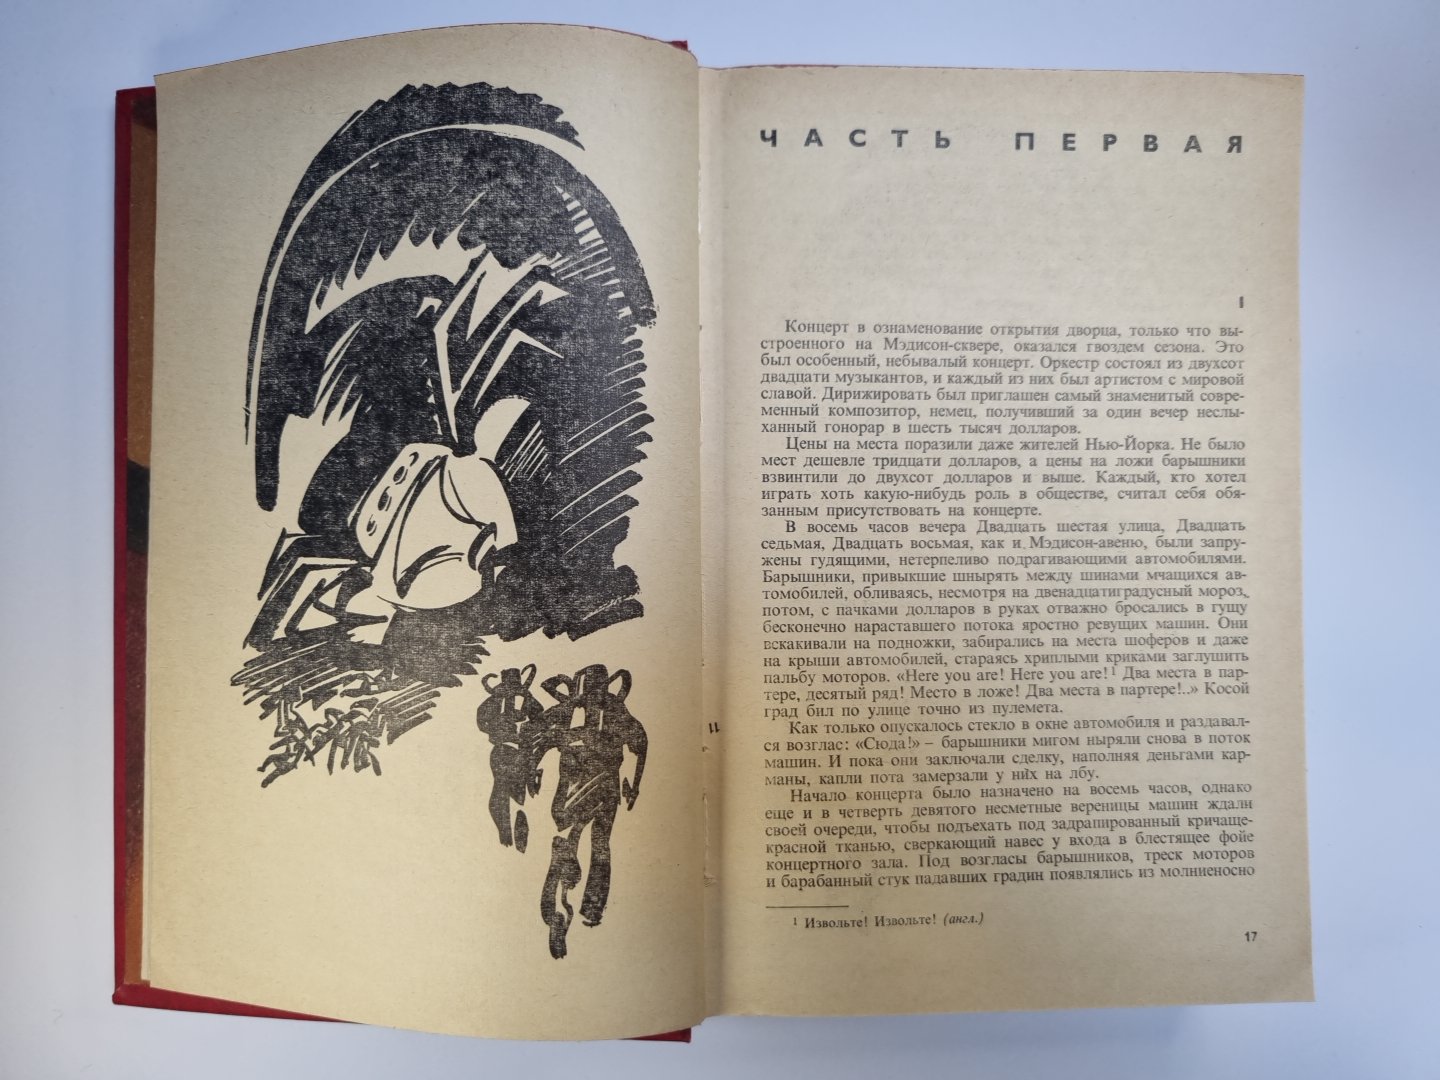 ЧАСТЬ ПЕРВАЯ
I
Концерт в ознаменование открытия дворца, только что вы-
строенного на Мэдисон-сквере, оказался гвоздем сезона. Это
был особенный, небывалый концерт. Оркестр состоял из двухсот
двадцати музыкантов, и каждый из них был артистом с мировой
славой. Дирижировать был приглашен самый знаменитый совре-
менный композитор, немец, получивший за один вечер неслы-
ханный гонорар в шесть тысяч долларов.
Цены на места поразили даже жителей Нью-Йорка. Не было
мест дешевле тридцати долларов, а цены на ложи барышники
взвинтили до двухсот долларов и выше. Каждый, кто хотел
играть хоть какую-нибудь роль в обществе, считал себя обя-
занным присутствовать на концерте.
В восемь часов вечера Двадцать шестая улица, Двадцать
седьмая, Двадцать восьмая, как и Мэдисон-авеню, были запру-
жены гудящими, нетерпеливо подрагивающими автомобилями.
Барышники, привыкшие шнырять между шинами мчащихся ав-
томобилей, обливаясь, несмотря на двенадцатиградусный мороз,
потом, с пачками долларов в руках отважно бросались в гущу
бесконечно нараставшего потока яростно ревущих машин. Они
вскакивали на подножки, забирались на места шоферов и даже
на крыши автомобилей, стараясь хриплыми криками заглушить
пальбу моторов. «Here you are! Here you are!¹ Два места в пар-
тере, десятый ряд! Место в ложе! Два места в партере!..» Косой
град бил по улице точно из пулемета.
Как только опускалось стекло в окне автомобиля и раздавал-
ся возглас: «Сюда!» – барышники мигом ныряли снова в поток
машин. И пока они заключали сделку, наполняя деньгами кар-
маны, капли пота замерзали у них на лбу.
Начало концерта было назначено на восемь часов, однако
еще и в четверть девятого несметные вереницы машин ждали
своей очереди, чтобы подъехать под задрапированный кричаще-
красной тканью, сверкающий навес у входа в блестящее фойе
концертного зала. Под возгласы барышников, треск моторов
и барабанный стук падавших градин появлялись из молниеносно
¹ Извольте! Извольте! (англ.)
17